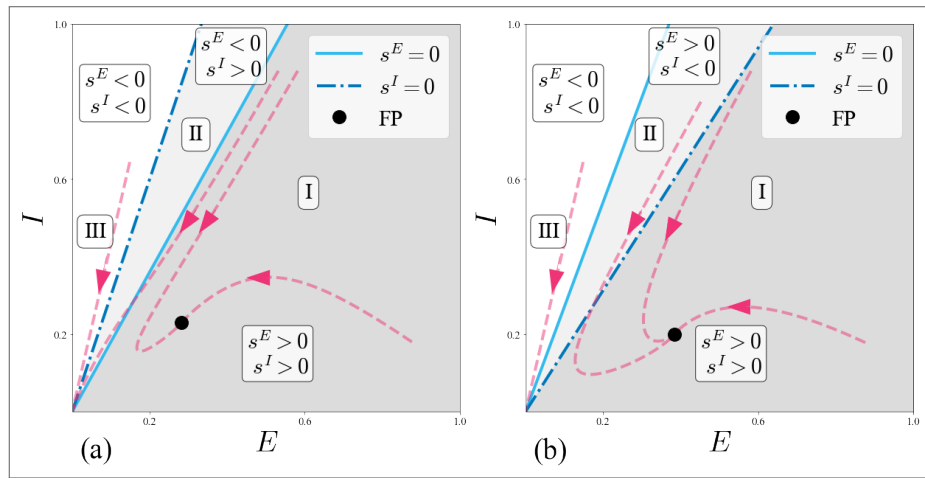 1.0
s^E < 0
s^I < 0
s^E < 0
s^I > 0
s^E = 0
s^I = 0
FP
II
0.6
I
III
I
0.2
s^E > 0
s^I > 0
0.2
0.6
1.0
(a)
E
1.0
s^E < 0
s^I < 0
s^E > 0
s^I < 0
s^E = 0
s^I = 0
FP
II
0.6
I
III
I
0.2
s^E > 0
s^I > 0
0.2
0.6
1.0
(b)
E